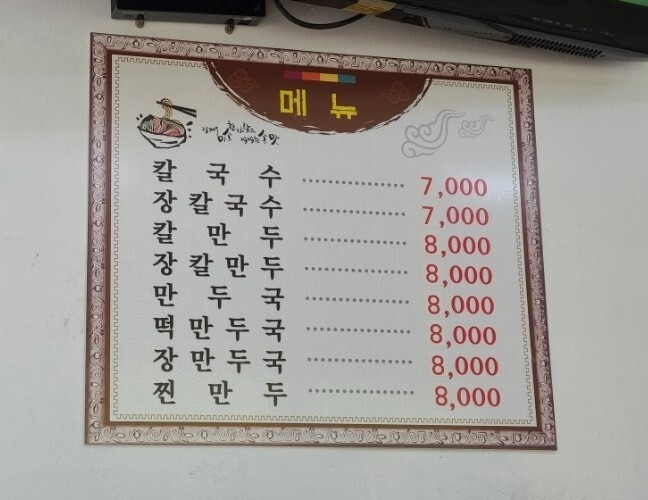 메뉴
칼국수 7,000
장칼국수 7,000
칼만두 8,000
장칼만두 8,000
만두국 8,000
떡만두국 8,000
장만두국 8,000
찐만두 8,000